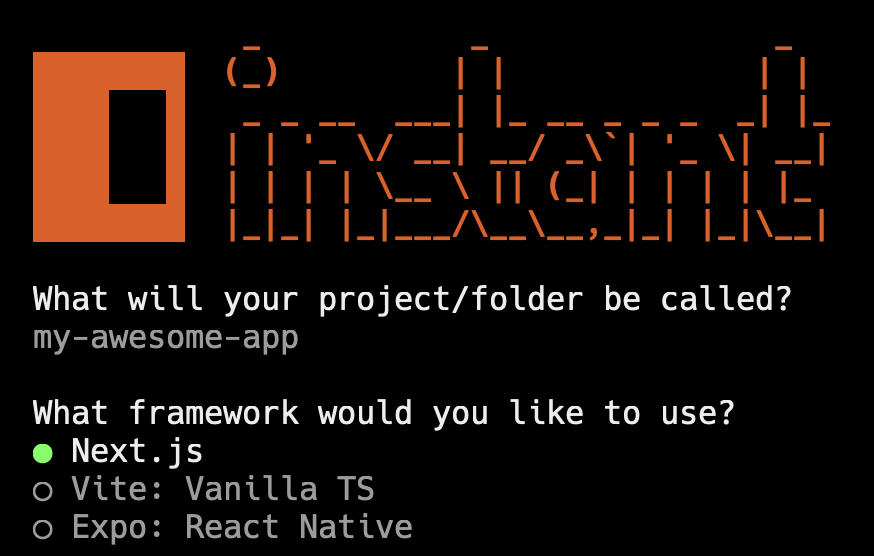 instant
What will your project/folder be called?
my-awesome-app
What framework would you like to use?
Next.js
Vite: Vanilla TS
Expo: React Native